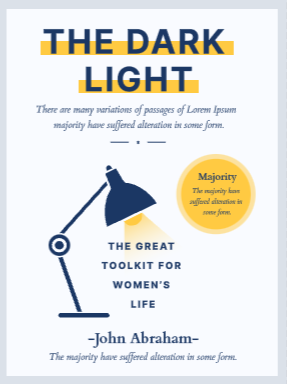 THE DARK
LIGHT
There are many variations of passages of Lorem Ipsum
majority have suffered alteration in some form.
Majority
The majority have
suffused alteration in
some form.
THE GREAT
TOOLKIT FOR
WOMEN'S
LIFE
-John Abraham-
The majority have suffered alteration in some form.